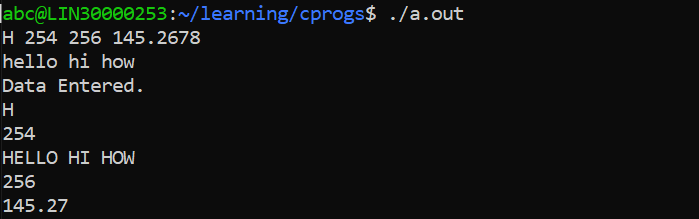 abc@LIN30000253:~/learning/cprogs$ ./a.out
H 254 256 145.2678
hello hi how
Data Entered.
H
254
HELLO HI HOW
256
145.27